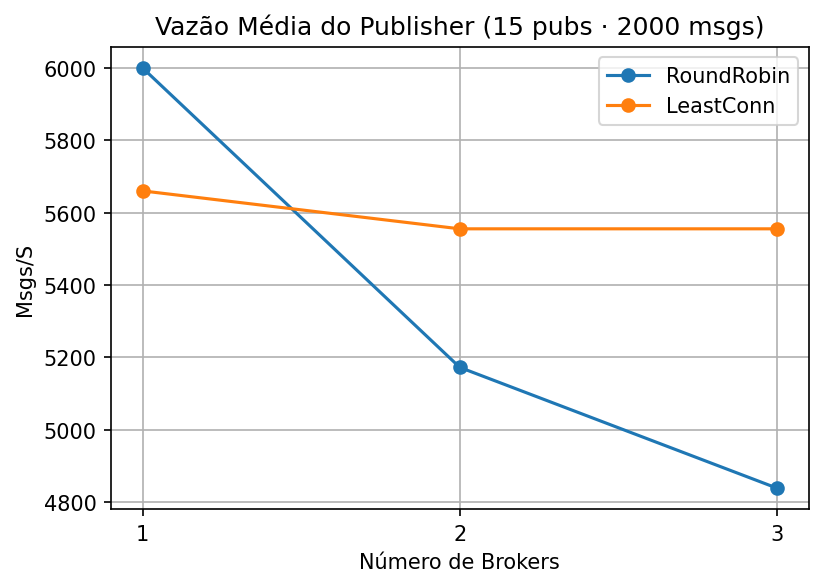 Vazão Média do Publisher (15 pubs · 2000 msgs)
RoundRobin
LeastConn
6000
5800
5600
5400
5200
5000
4800
Msgs/S
1
2
3
Número de Brokers